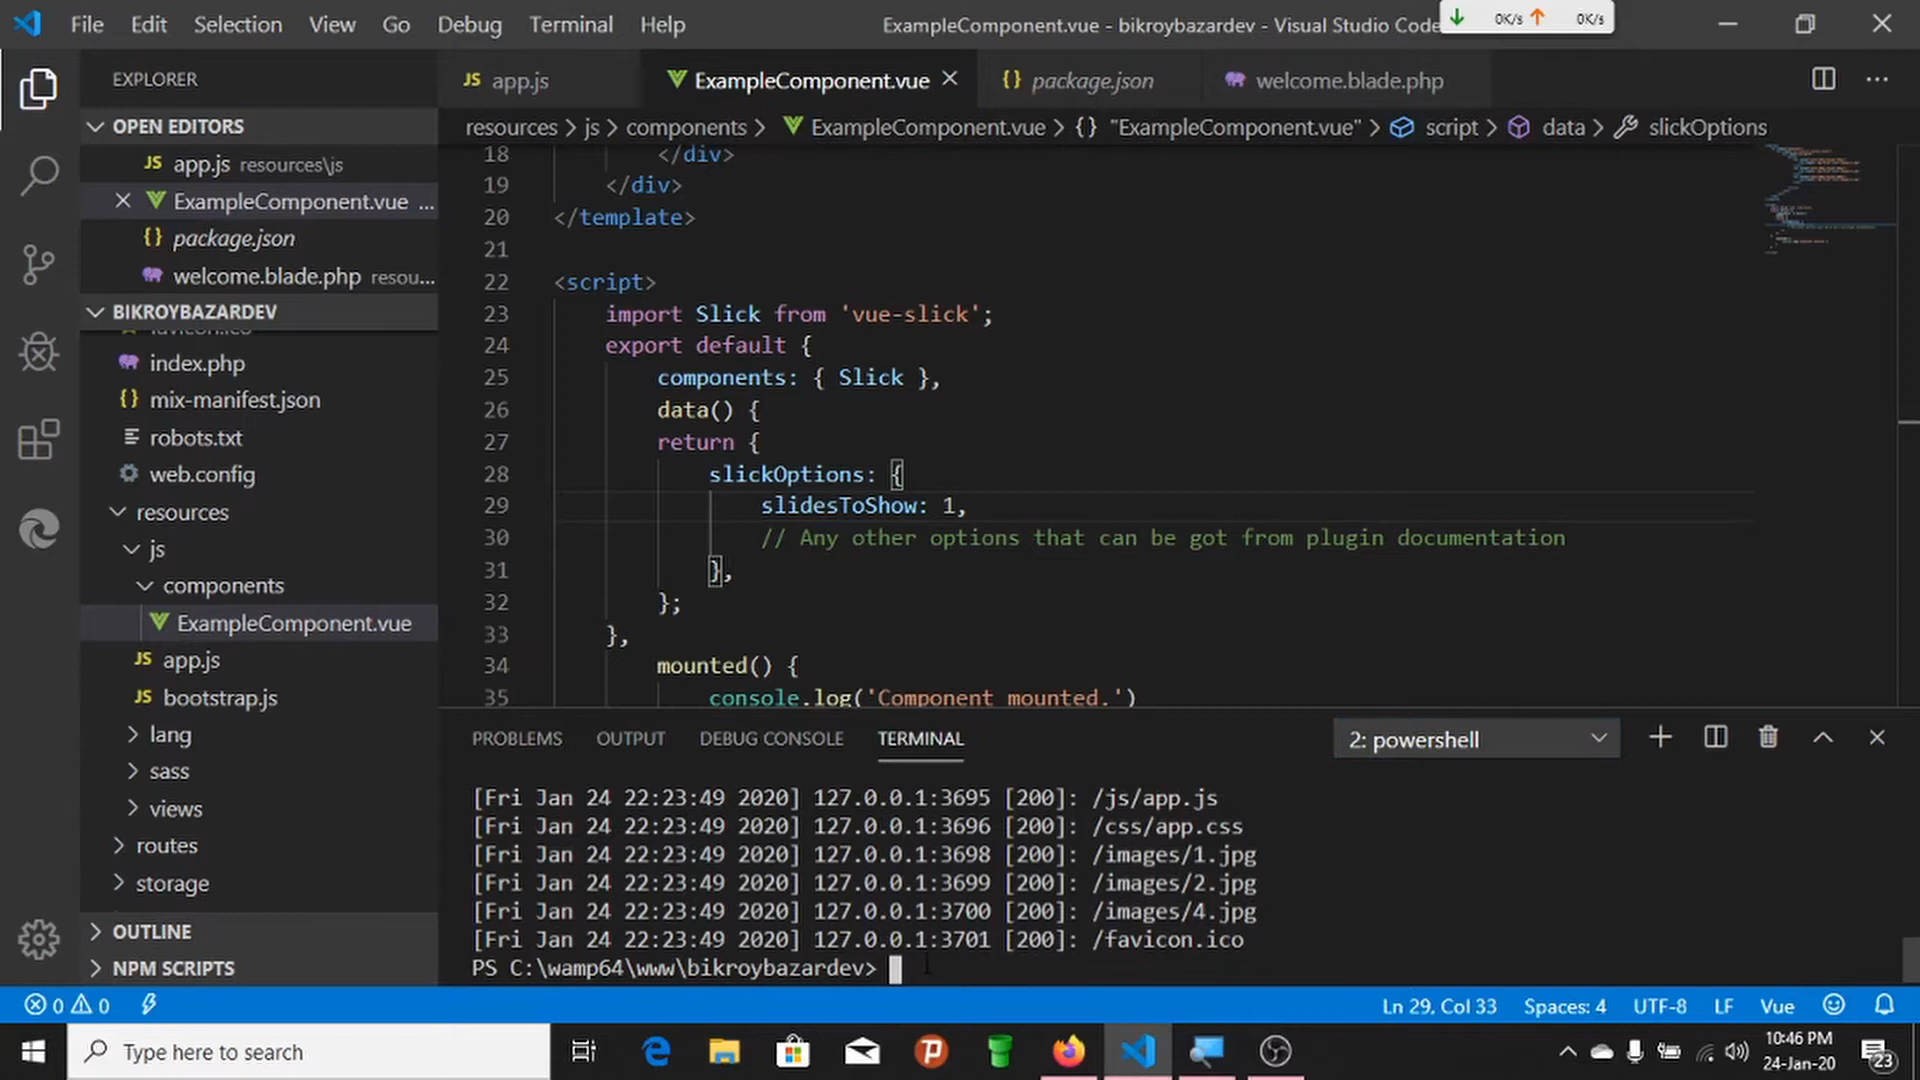 File Edit Selection View Go Debug Terminal Help
ExampleComponent.vue - bikroybazardev - Visual Studio Code
0K/s 0K/s
EXPLORER
OPEN EDITORS
JS app.js resources\js
ExampleComponent.vue ...
{} package.json
welcome.blade.php resou...
BIKROYBAZARDEV
favicon.ico
index.php
{} mix-manifest.json
robots.txt
web.config
resources
js
components
ExampleComponent.vue
JS app.js
JS bootstrap.js
lang
sass
views
routes
storage
OUTLINE
NPM SCRIPTS
JS app.js ExampleComponent.vue {} package.json welcome.blade.php
resources > js > components > ExampleComponent.vue > {} "ExampleComponent.vue" > script > data > slickOptions
18 </div>
19 </div>
20 </template>
21
22 <script>
23 import Slick from 'vue-slick';
24 export default {
25 components: { Slick },
26 data() {
27 return {
28 slickOptions: {
29 slidesToShow: 1,
30 // Any other options that can be got from plugin documentation
31 },
32 };
33 },
34 mounted() {
35 console.log('Component mounted.')
PROBLEMS OUTPUT DEBUG CONSOLE TERMINAL 2: powershell
[Fri Jan 24 22:23:49 2020] 127.0.0.1:3695 [200]: /js/app.js
[Fri Jan 24 22:23:49 2020] 127.0.0.1:3696 [200]: /css/app.css
[Fri Jan 24 22:23:49 2020] 127.0.0.1:3698 [200]: /images/1.jpg
[Fri Jan 24 22:23:49 2020] 127.0.0.1:3699 [200]: /images/2.jpg
[Fri Jan 24 22:23:49 2020] 127.0.0.1:3700 [200]: /images/4.jpg
[Fri Jan 24 22:23:49 2020] 127.0.0.1:3701 [200]: /favicon.ico
PS C:\wamp64\www\bikroybazardev>
0 0 Ln 29, Col 33 Spaces: 4 UTF-8 LF Vue
Type here to search
10:46 PM
24-Jan-20
23